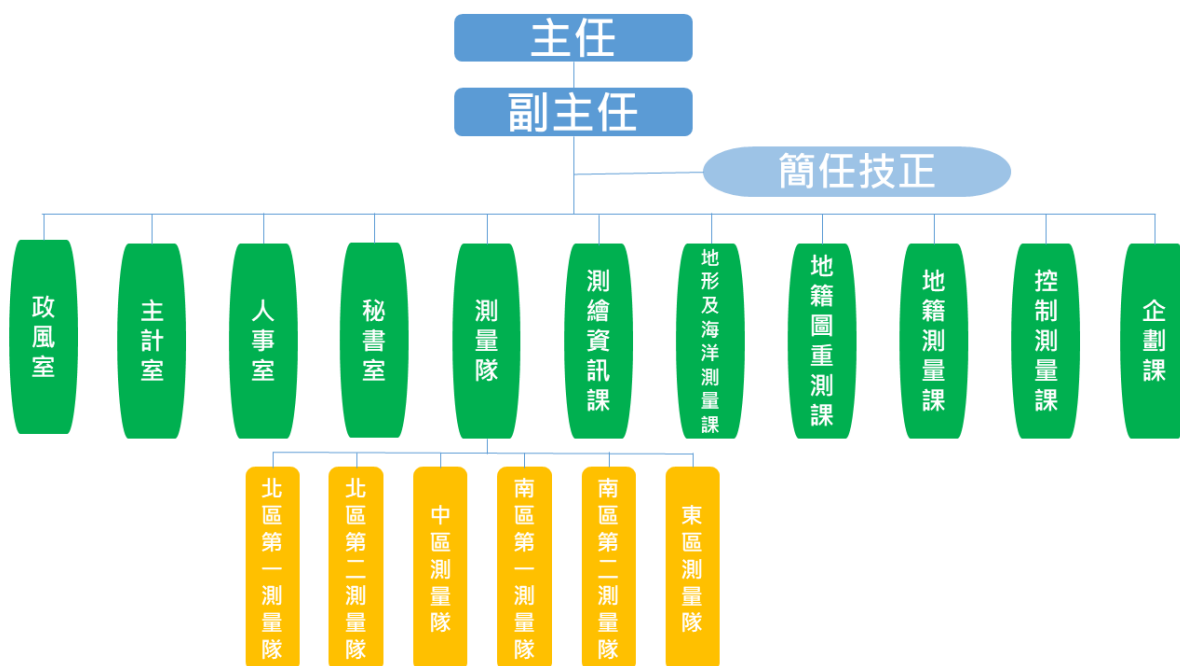 主任
副主任
簡任技正
政風室
主計室
人事室
秘書室
測量隊
測繪資訊課
地形及海洋測量課
地籍圖重測課
地籍測量課
控制測量課
企劃課
北區第一測量隊
北區第二測量隊
中區測量隊
南區第一測量隊
南區第二測量隊
東區測量隊